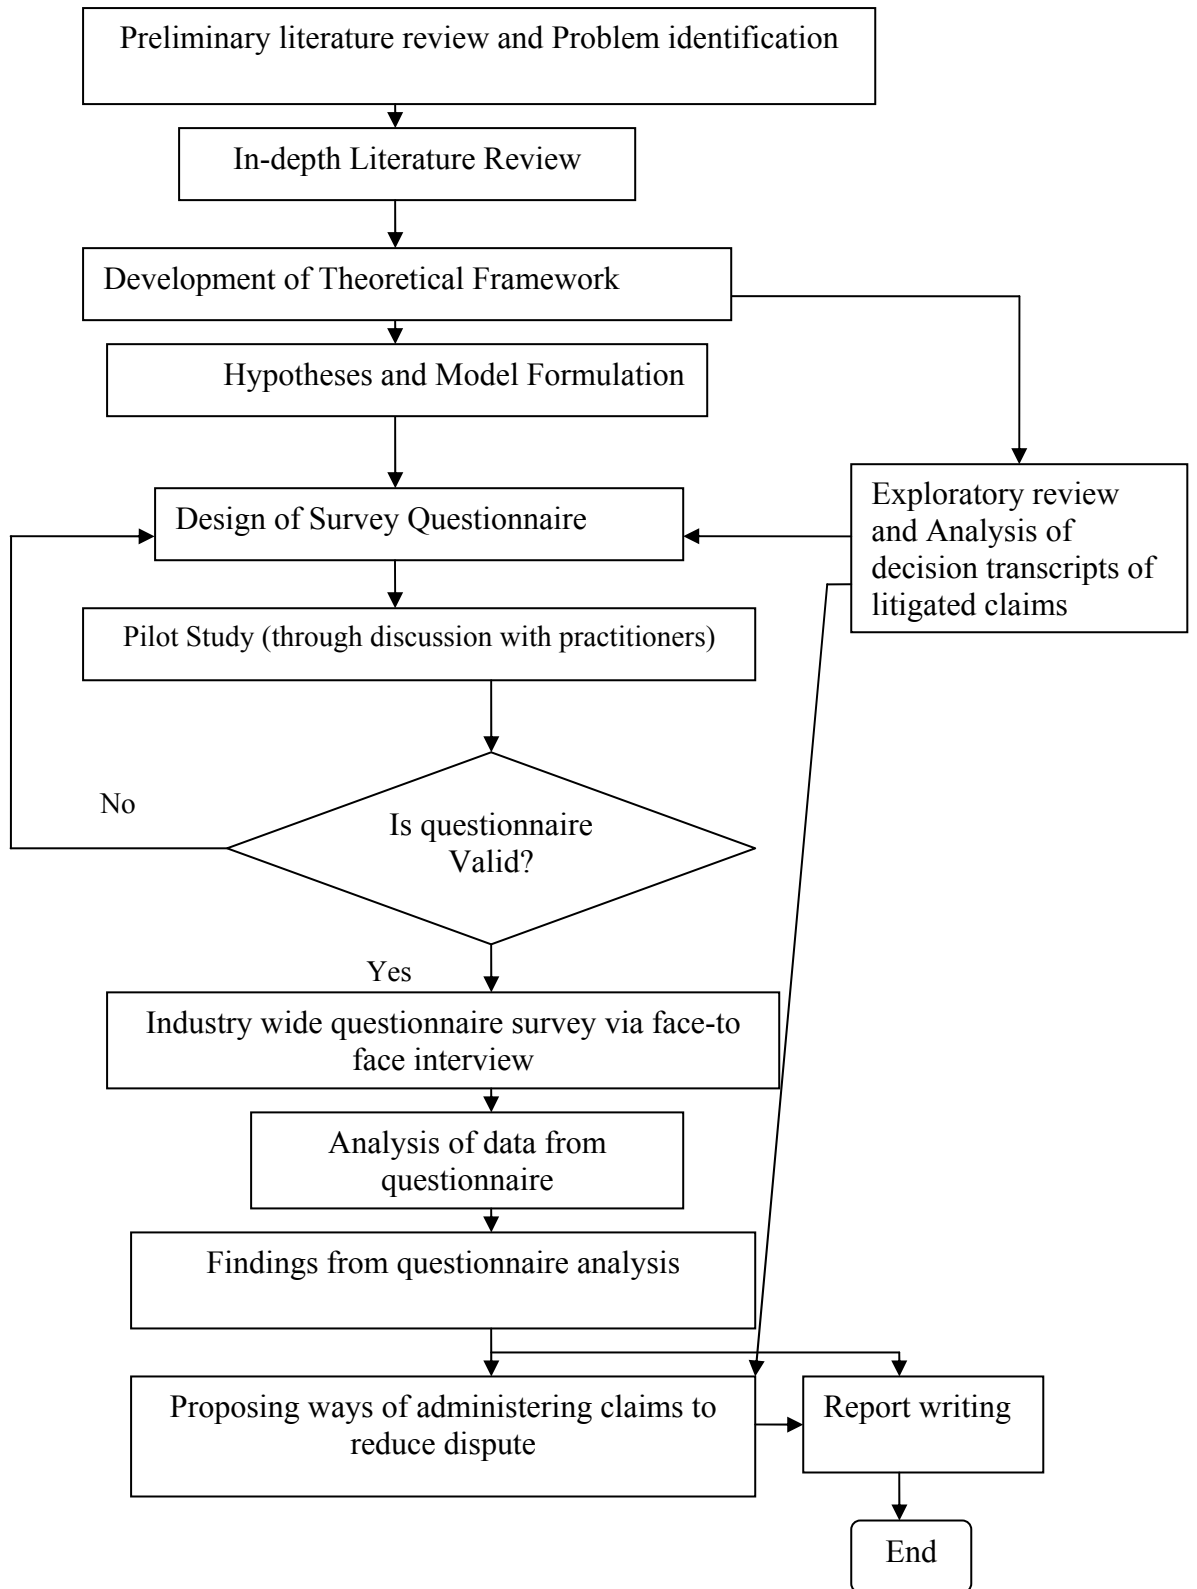 Preliminary literature review and Problem identification
In-depth Literature Review
Development of Theoretical Framework
Hypotheses and Model Formulation
Design of Survey Questionnaire
Exploratory review
and Analysis of
decision transcripts of
litigated claims
Pilot Study (through discussion with practitioners)
No
Is questionnaire
Valid?
Yes
Industry wide questionnaire survey via face-to
face interview
Analysis of data from
questionnaire
Findings from questionnaire analysis
Proposing ways of administering claims to
reduce dispute
Report writing
End